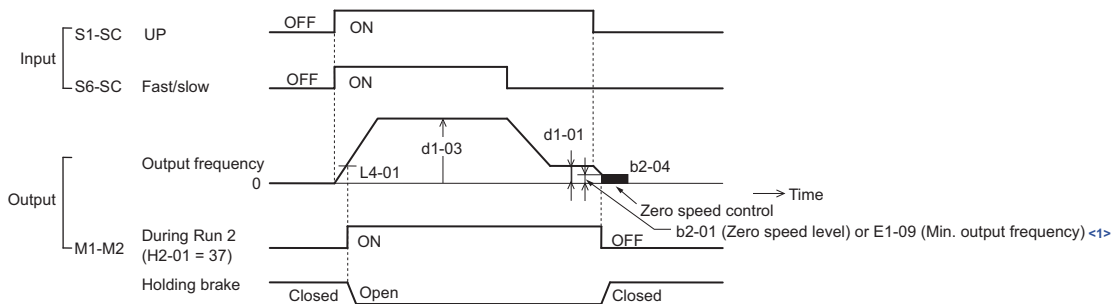 OFF ON
S1-SC UP
Input
OFF ON
S6-SC Fast/slow
d1-01
d1-03
b2-04
Output frequency
L4-01
0
Time
Output
Zero speed control
b2-01 (Zero speed level) or E1-09 (Min. output frequency) <1>
During Run 2
M1-M2
ON OFF
(H2-01 = 37)
Holding brake
Closed Open Closed